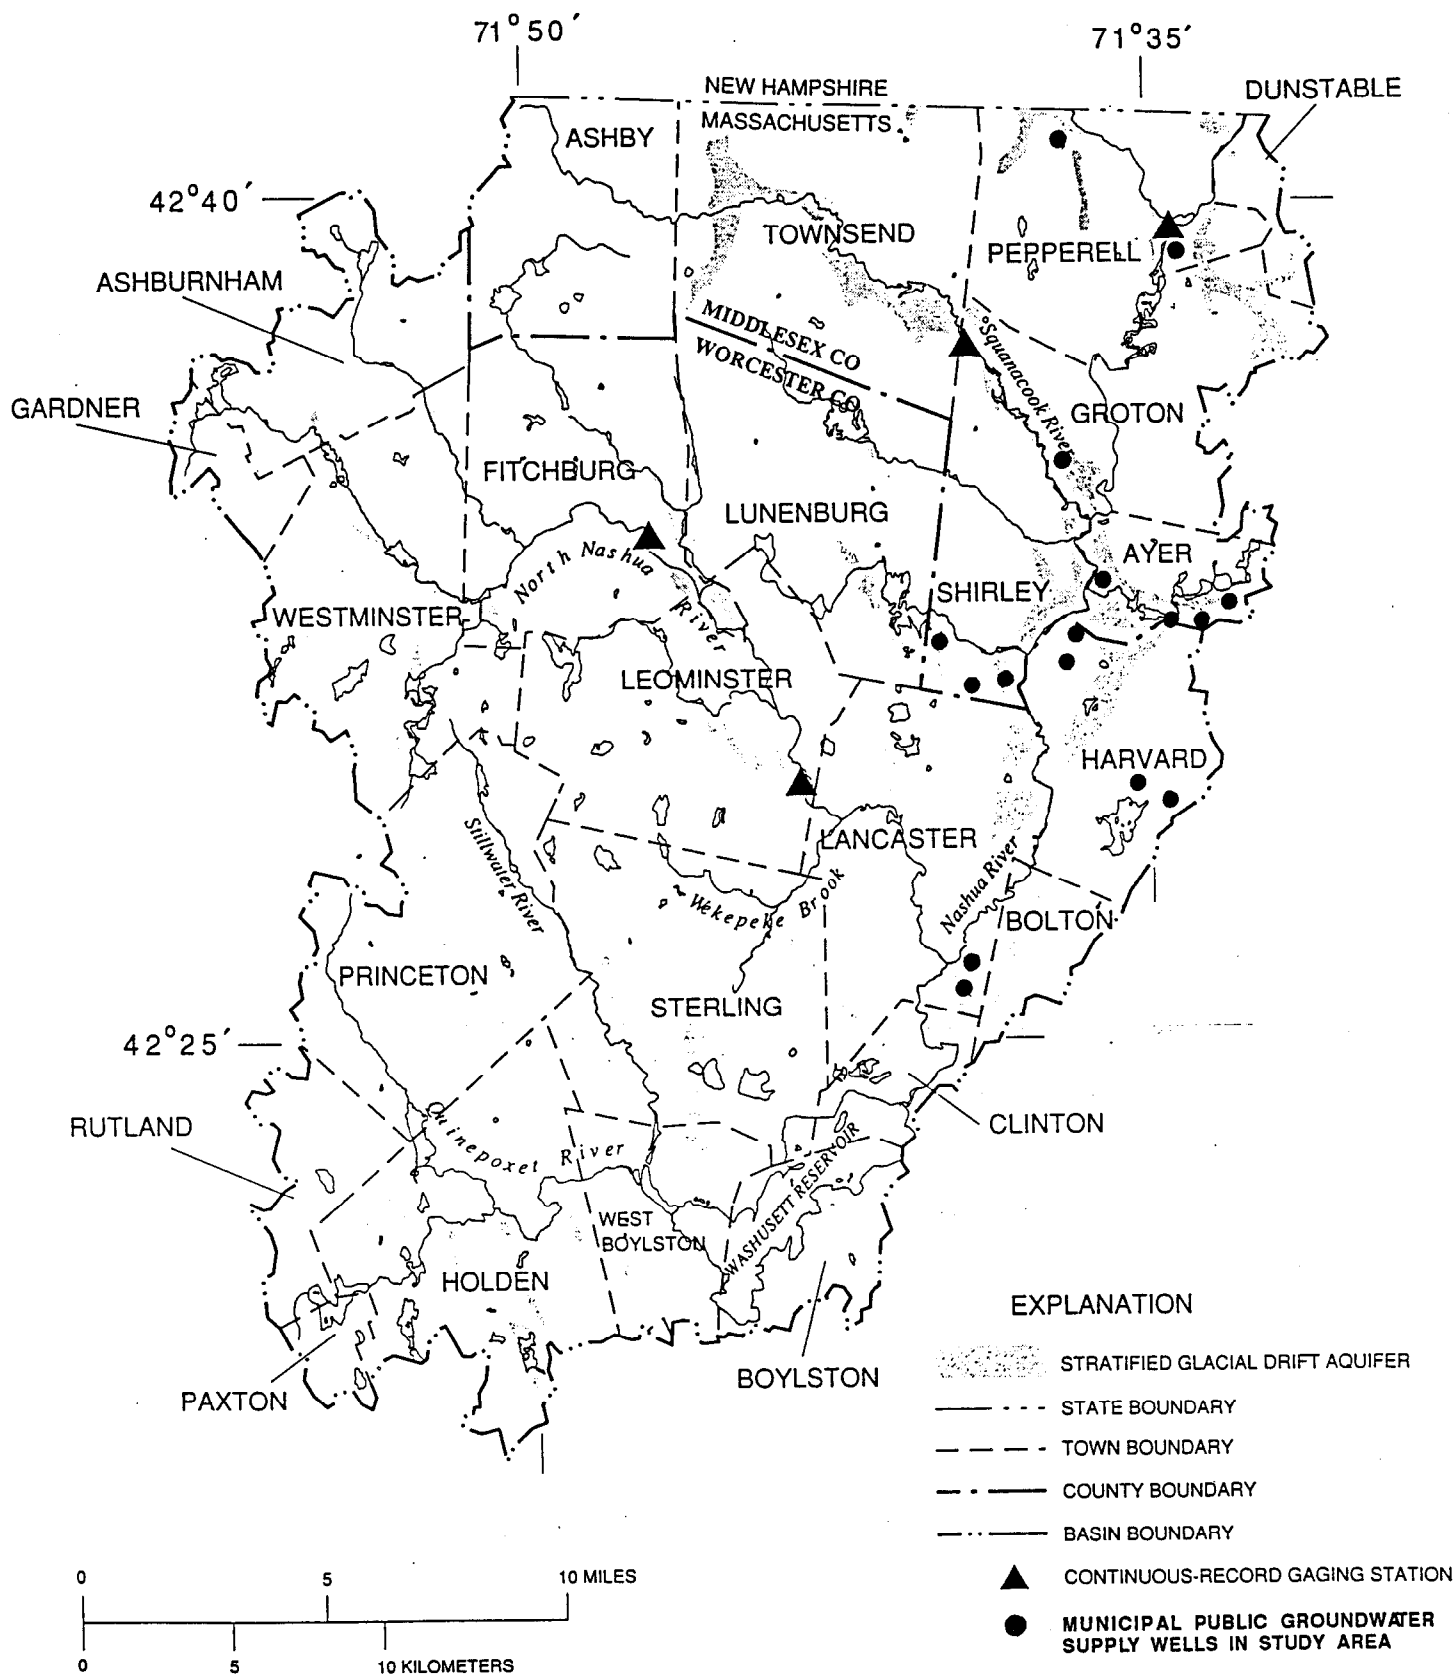 71°50´
71°35´
NEW HAMPSHIRE
MASSACHUSETTS
DUNSTABLE
ASHBY
42°40´
TOWNSEND
PEPPERELL
ASHBURNHAM
MIDDLESEX CO
WORCESTER CO
Squanacook River
GARDNER
GROTON
FITCHBURG
LUNENBURG
North Nashua River
AYER
SHIRLEY
WESTMINSTER
LEOMINSTER
HARVARD
Stillwater River
LANCASTER
Nashua River
Wekepeke Brook
BOLTON
PRINCETON
STERLING
42°25´
RUTLAND
Quinepoxet River
CLINTON
WASHUSETT RESERVOIR
WEST
BOYLSTON
HOLDEN
PAXTON
BOYLSTON
EXPLANATION
STRATIFIED GLACIAL DRIFT AQUIFER
STATE BOUNDARY
TOWN BOUNDARY
COUNTY BOUNDARY
BASIN BOUNDARY
CONTINUOUS-RECORD GAGING STATION
MUNICIPAL PUBLIC GROUNDWATER
SUPPLY WELLS IN STUDY AREA
0 5 10 MILES
0 5 10 KILOMETERS